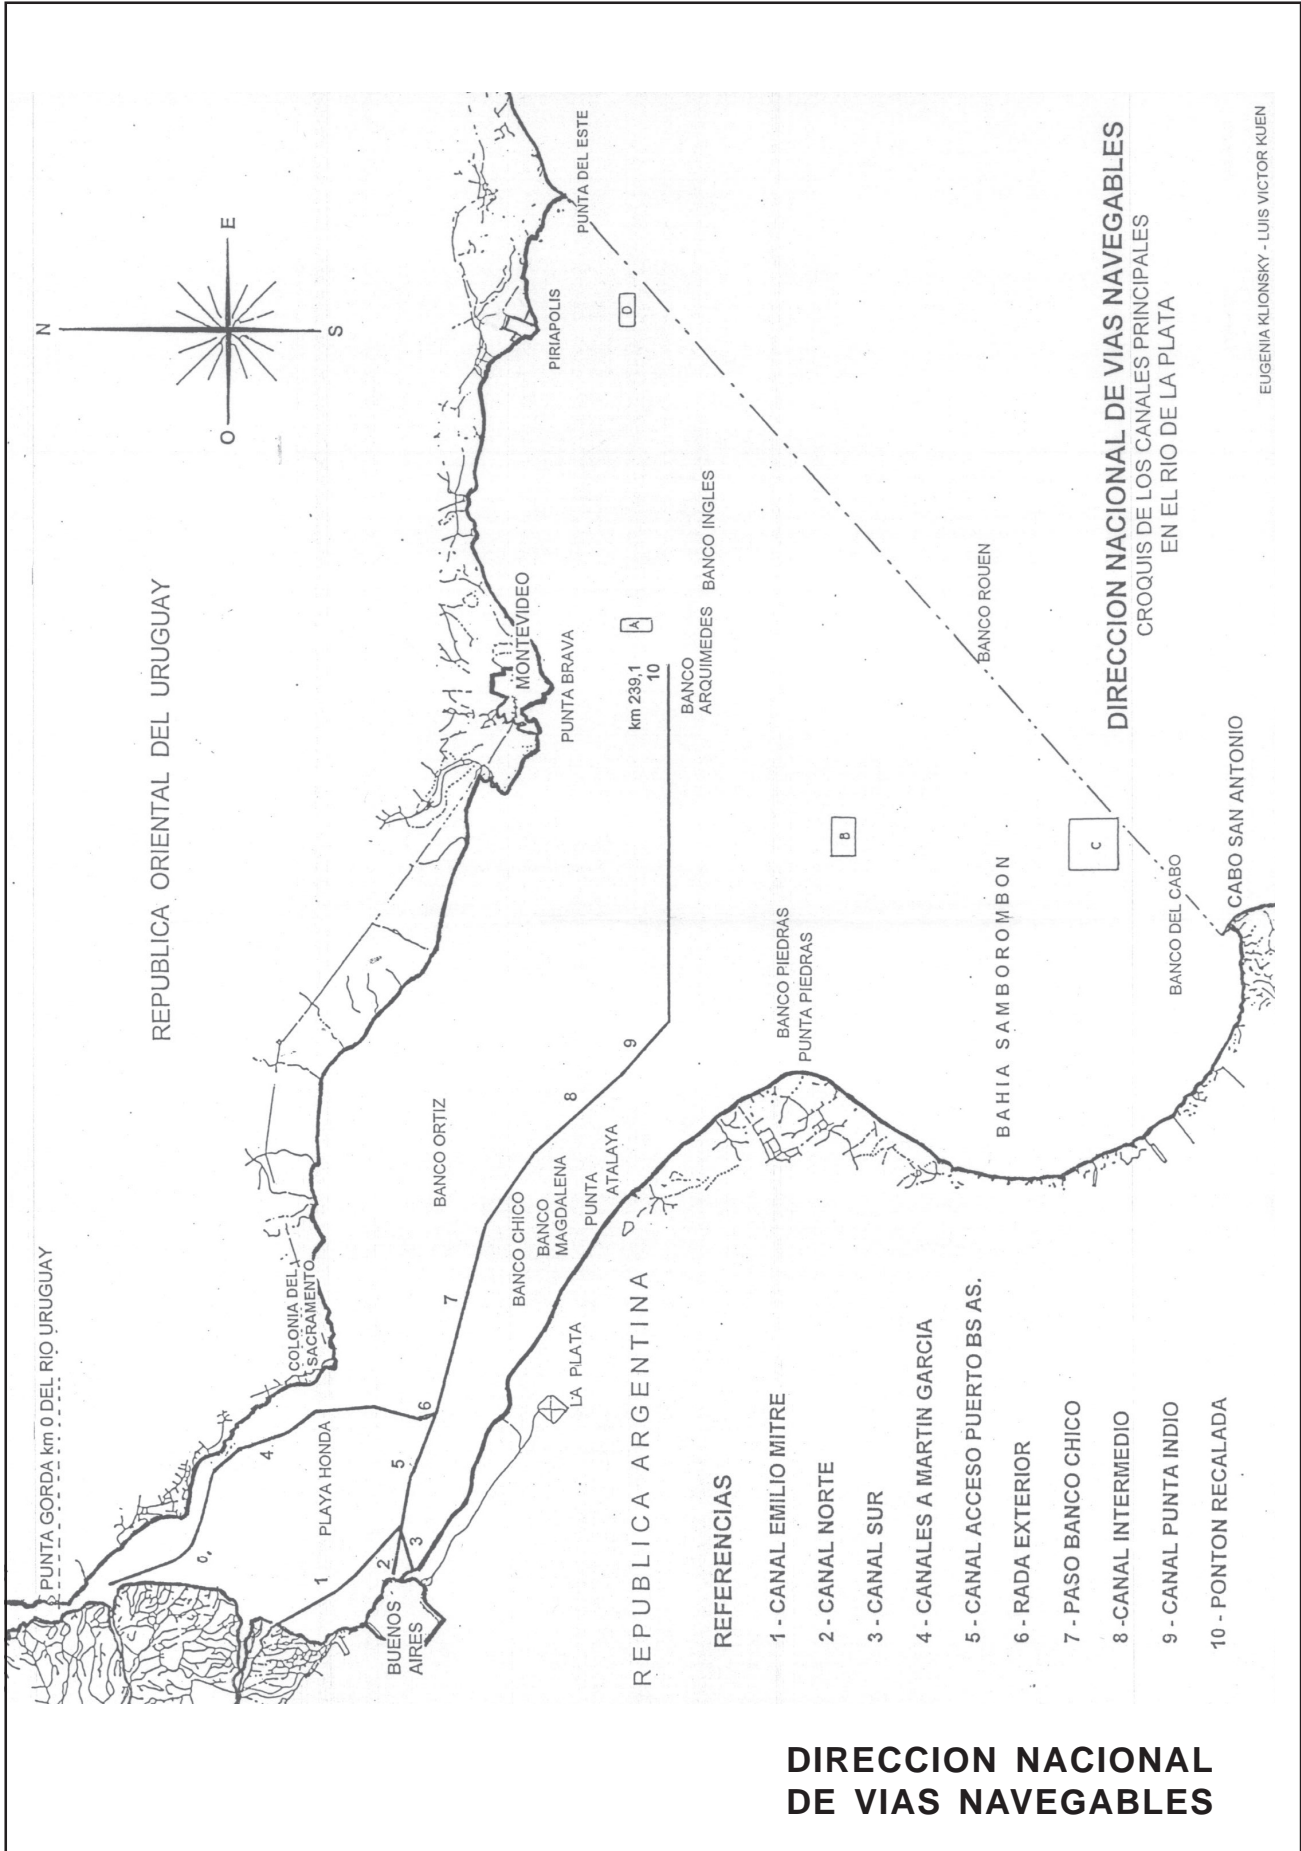 N
E
S
O
REPUBLICA ORIENTAL DEL URUGUAY
PUNTA GORDA km 0 DEL RIO URUGUAY
COLONIA DEL
SACRAMENTO
MONTEVIDEO
PUNTA BRAVA
PIRIAPOLIS
PUNTA DEL ESTE
PLAYA HONDA
BANCO ORTIZ
BANCO CHICO
BANCO
MAGDALENA
PUNTA
ATALAYA
km 239,1
10
BANCO
ARQUIMEDES
BANCO INGLES
A
D
B
C
1
2
3
4
5
6
7
8
9
BUENOS
AIRES
LA PLATA
BANCO PIEDRAS
PUNTA PIEDRAS
BANCO ROUEN
BAHIA SAMBOROMBON
BANCO DEL CABO
CABO SAN ANTONIO
REPUBLICA ARGENTINA
REFERENCIAS
1 - CANAL EMILIO MITRE
2 - CANAL NORTE
3 - CANAL SUR
4 - CANALES A MARTIN GARCIA
5 - CANAL ACCESO PUERTO BS AS.
6 - RADA EXTERIOR
7 - PASO BANCO CHICO
8 -CANAL INTERMEDIO
9 - CANAL PUNTA INDIO
10 - PONTON RECALADA
DIRECCION NACIONAL DE VIAS NAVEGABLES
CROQUIS DE LOS CANALES PRINCIPALES
EN EL RIO DE LA PLATA
EUGENIA KLIONSKY - LUIS VICTOR KUEN
DIRECCION NACIONAL
DE VIAS NAVEGABLES